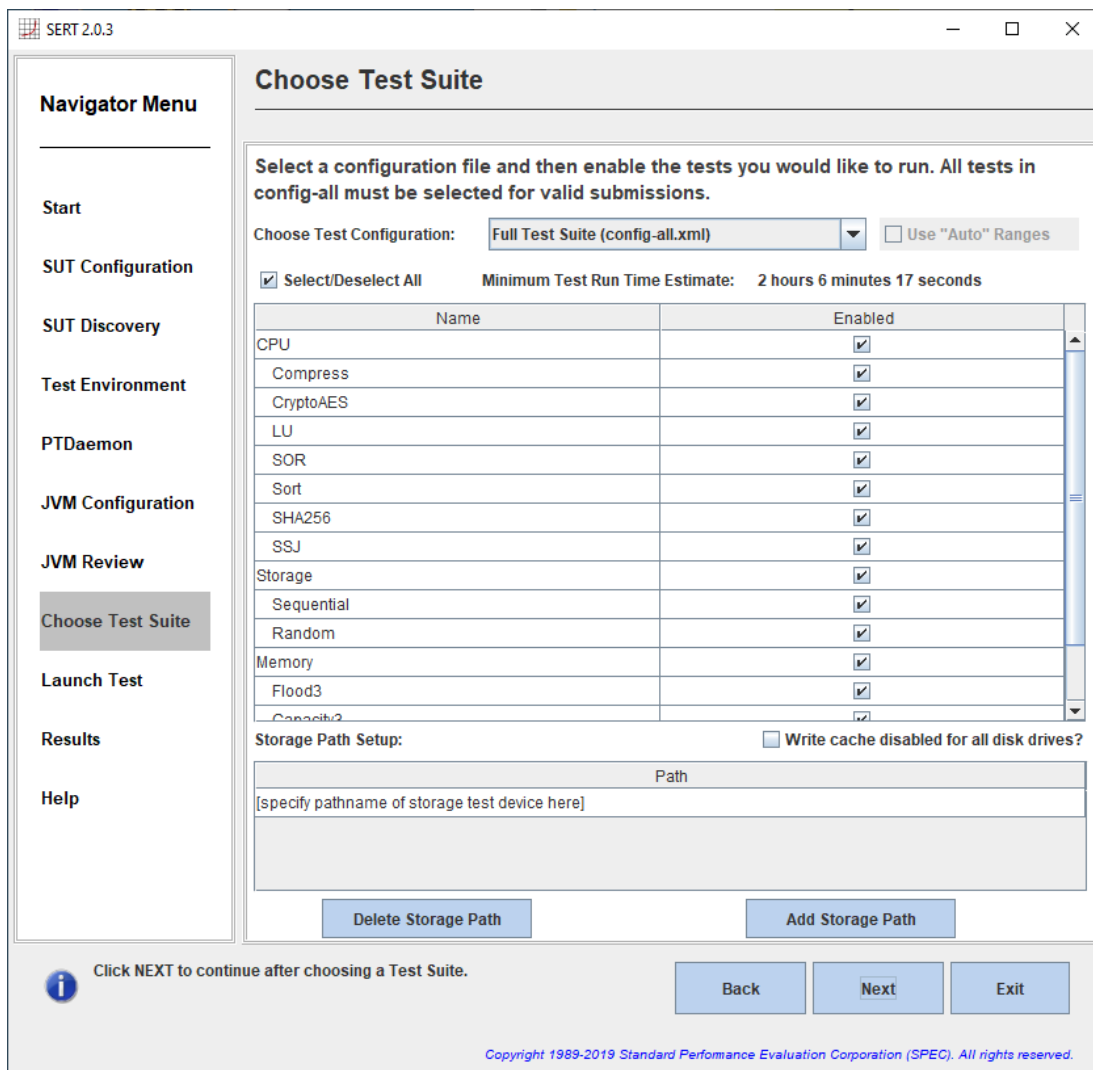 SERT 2.0.3
Navigator Menu
Start
SUT Configuration
SUT Discovery
Test Environment
PTDaemon
JVM Configuration
JVM Review
Choose Test Suite
Launch Test
Results
Help
Choose Test Suite
Select a configuration file and then enable the tests you would like to run. All tests in
config-all must be selected for valid submissions.
Choose Test Configuration: Full Test Suite (config-all.xml) Use "Auto" Ranges
Select/Deselect All Minimum Test Run Time Estimate: 2 hours 6 minutes 17 seconds
Name Enabled
CPU
Compress
CryptoAES
LU
SOR
Sort
SHA256
SSJ
Storage
Sequential
Random
Memory
Flood3
Capacity3
Storage Path Setup: Write cache disabled for all disk drives?
Path
[specify pathname of storage test device here]
Delete Storage Path Add Storage Path
Click NEXT to continue after choosing a Test Suite.
Back Next Exit
Copyright 1989-2019 Standard Performance Evaluation Corporation (SPEC). All rights reserved.